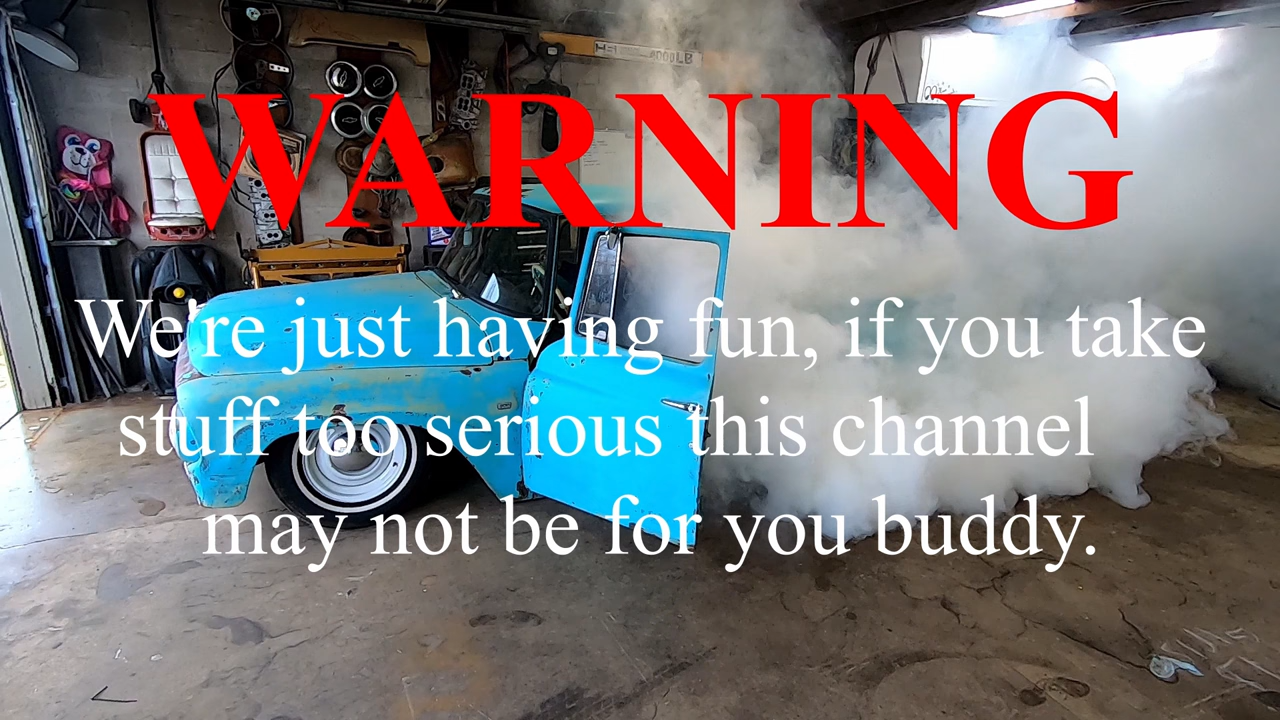 WARNING
We're just having fun, if you take
stuff too serious this channel
may not be for you buddy.